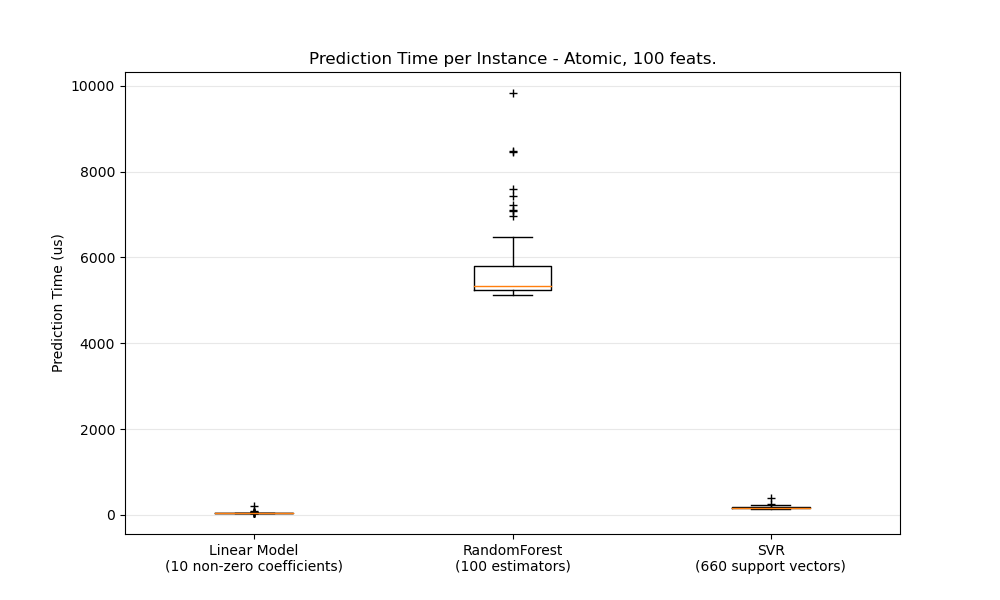 Prediction Time per Instance - Atomic, 100 feats.
Prediction Time (us)
10000
8000
6000
4000
2000
0
Linear Model
(10 non-zero coefficients)
RandomForest
(100 estimators)
SVR
(660 support vectors)